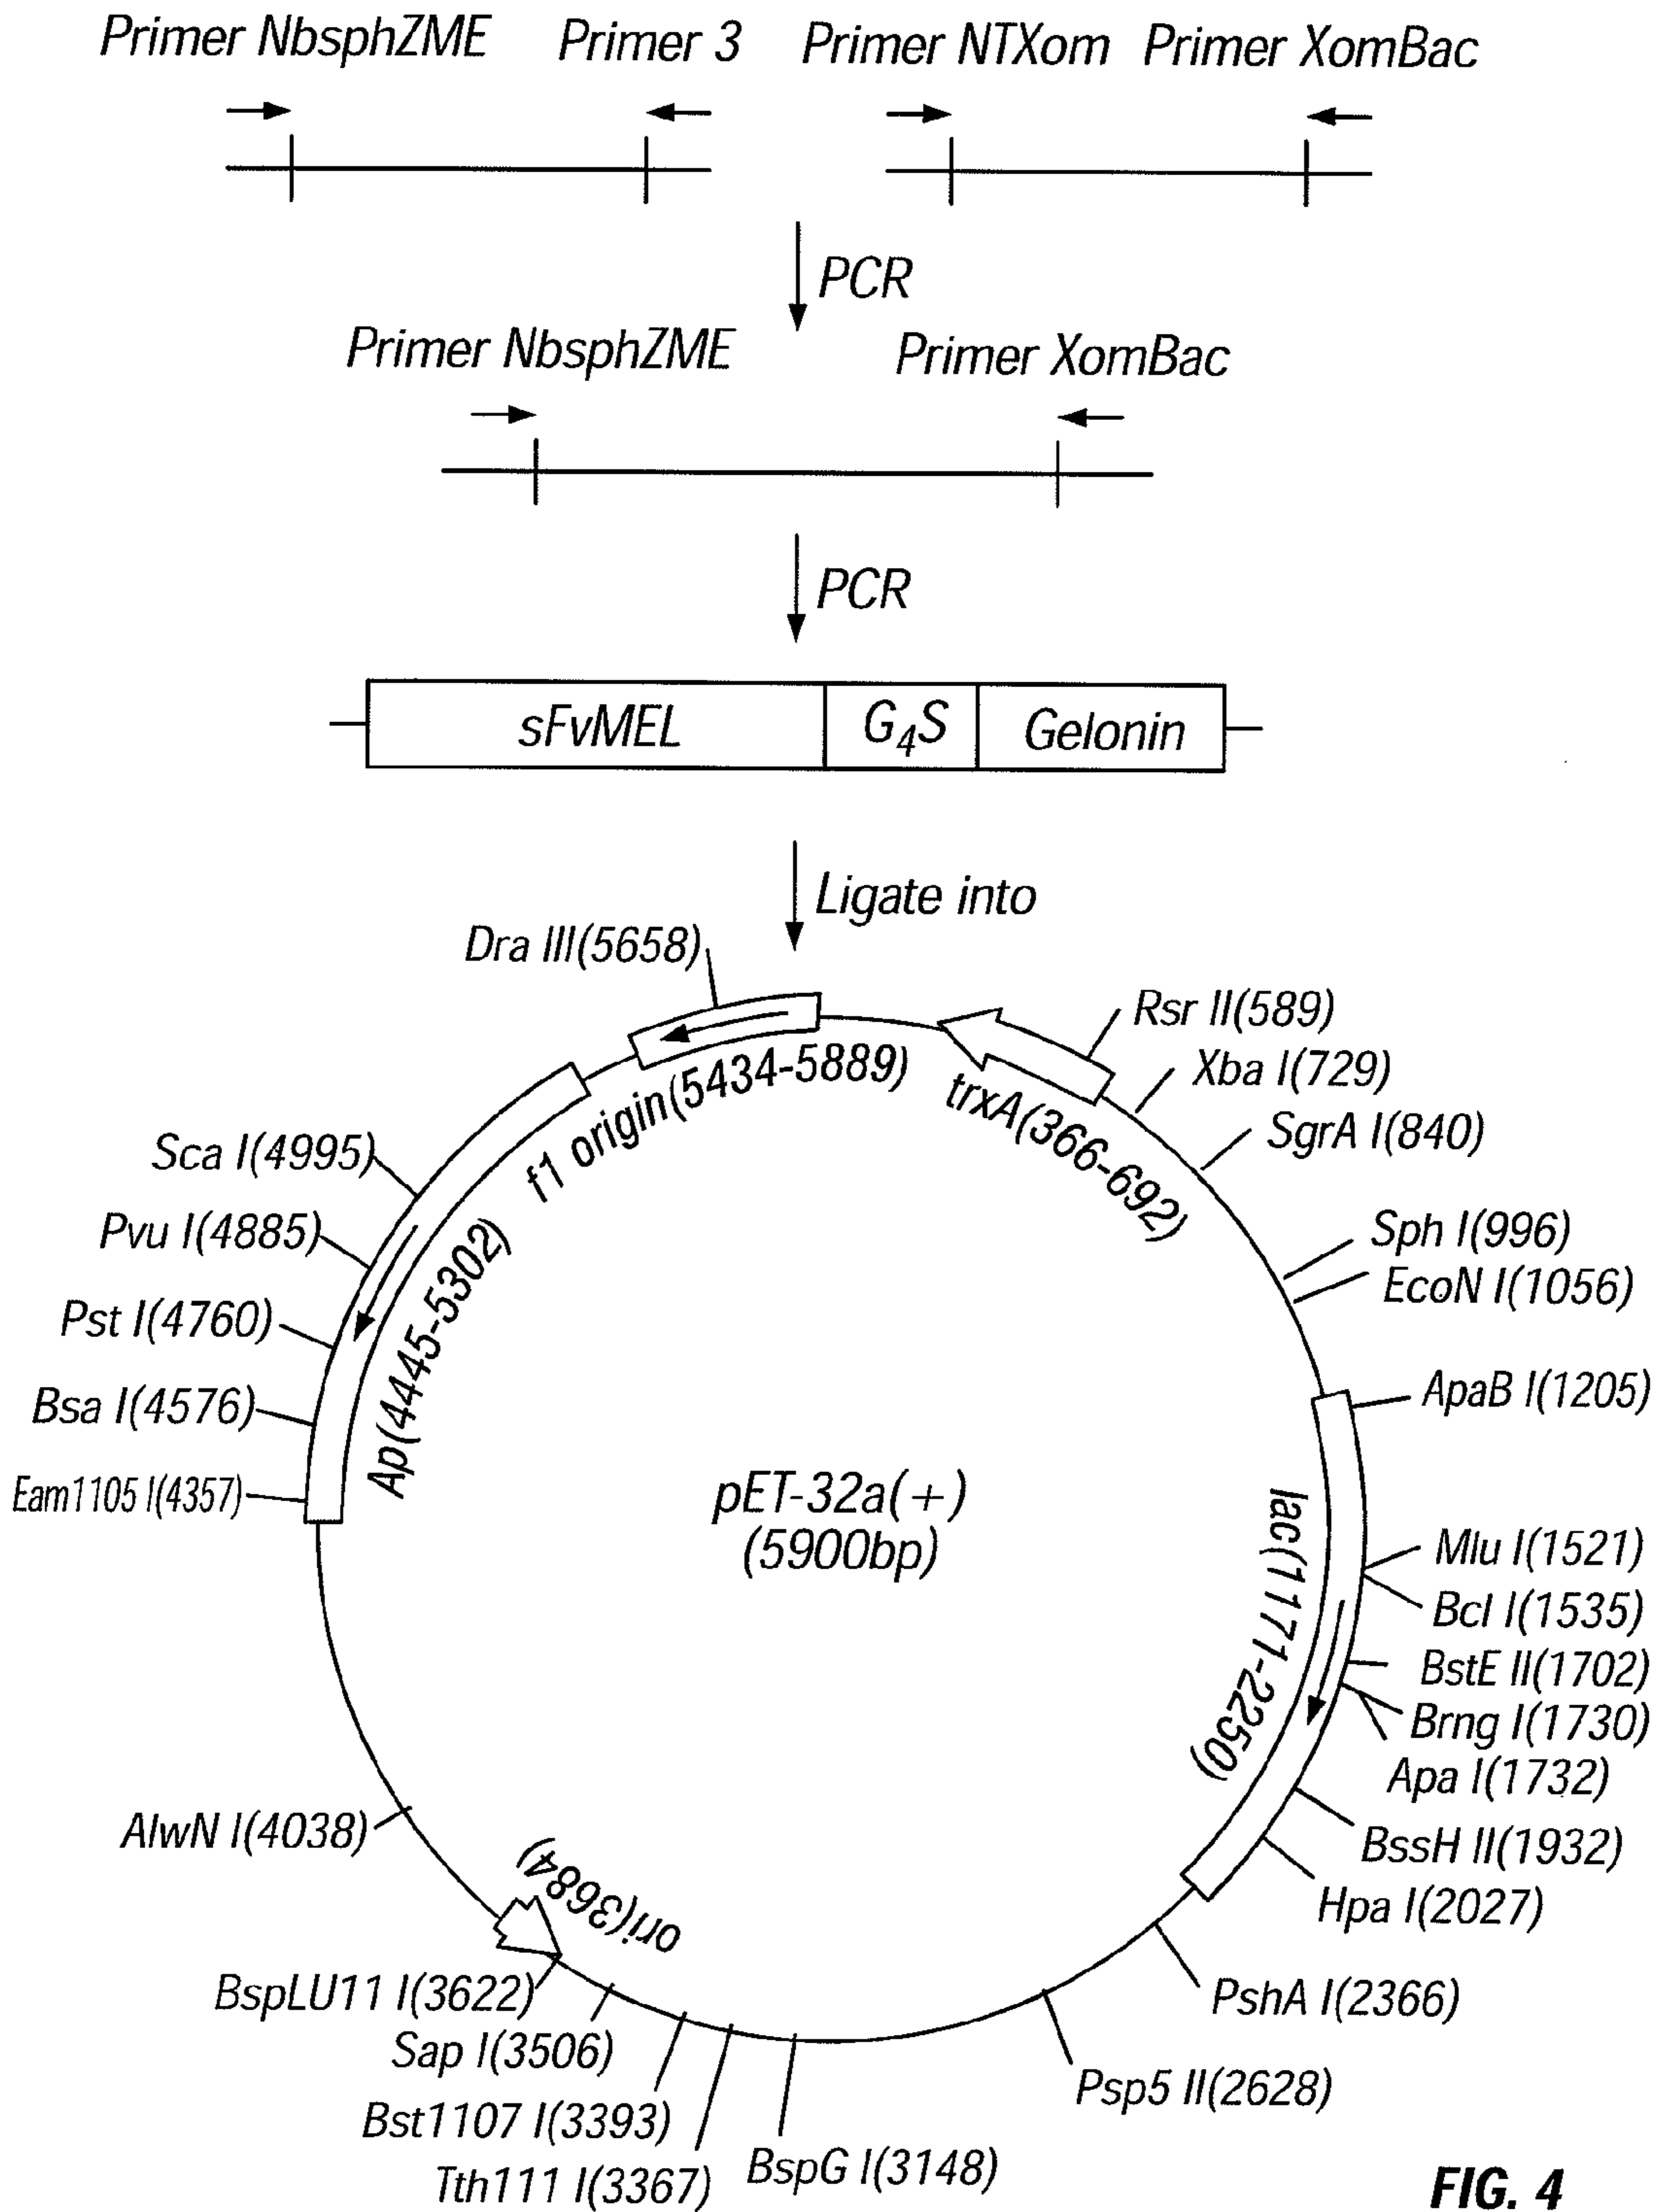 Primer NbsphZME Primer 3 Primer NTXom Primer XomBac
PCR
Primer NbsphZME Primer XomBac
PCR
sFvMEL G4S Gelonin
Ligate into
Dra III(5658)
Rsr II(589)
Xba I(729)
SgrA I(840)
Sph I(996)
EcoN I(1056)
ApaB I(1205)
Mlu I(1521)
Bcl I(1535)
BstE II(1702)
Brng I(1730)
Apa I(1732)
BssH II(1932)
Hpa I(2027)
PshA I(2366)
Psp5 II(2628)
BspG I(3148)
Tth111 I(3367)
Bst1107 I(3393)
Sap I(3506)
BspLU11 I(3622)
AlwN I(4038)
Eam1105 I(4357)
Bsa I(4576)
Pst I(4760)
Pvu I(4885)
Sca I(4995)
f1 origin(5434-5889)
trxA(366-692)
Ap(4445-5302)
lac(1171-2250)
ori(3684)
pET-32a(+)
(5900bp)
FIG. 4